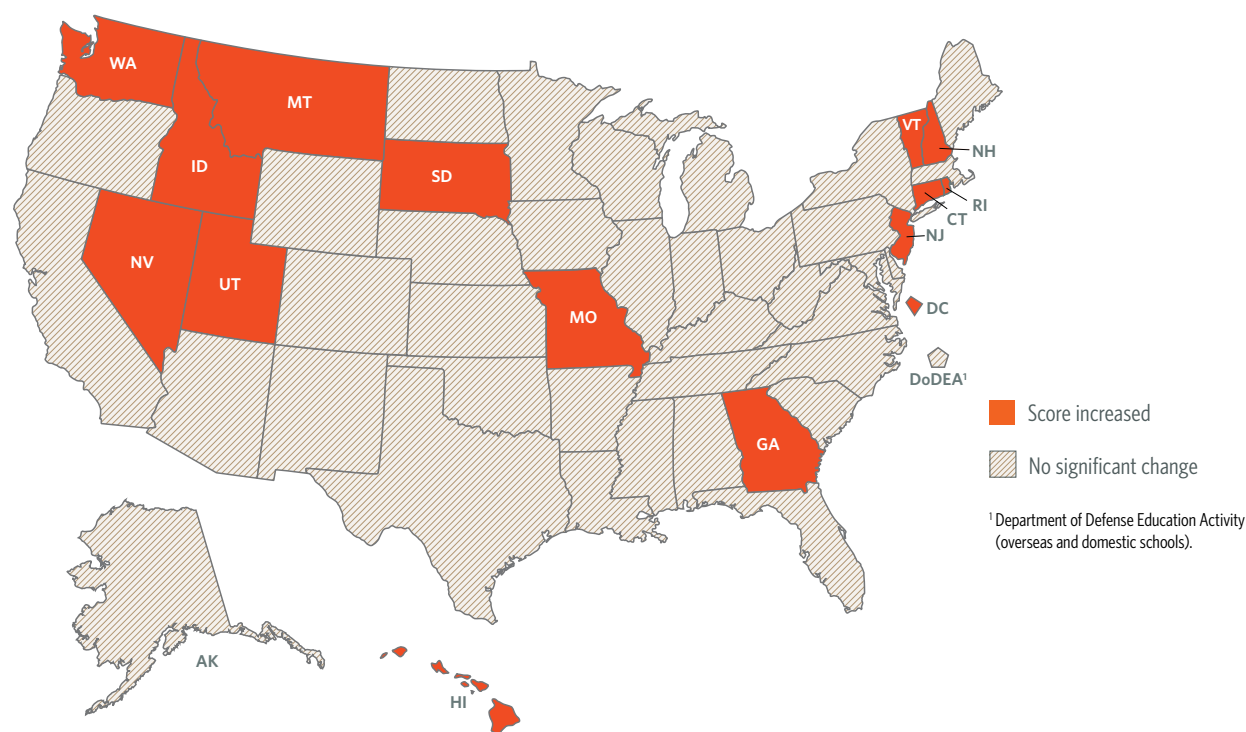 WA
MT
VT
NH
ID
SD
RI
CT
NJ
NV
UT
DC
MO
DoDEA¹
Score increased
GA
No significant change
¹ Department of Defense Education Activity
(overseas and domestic schools).
AK
HI